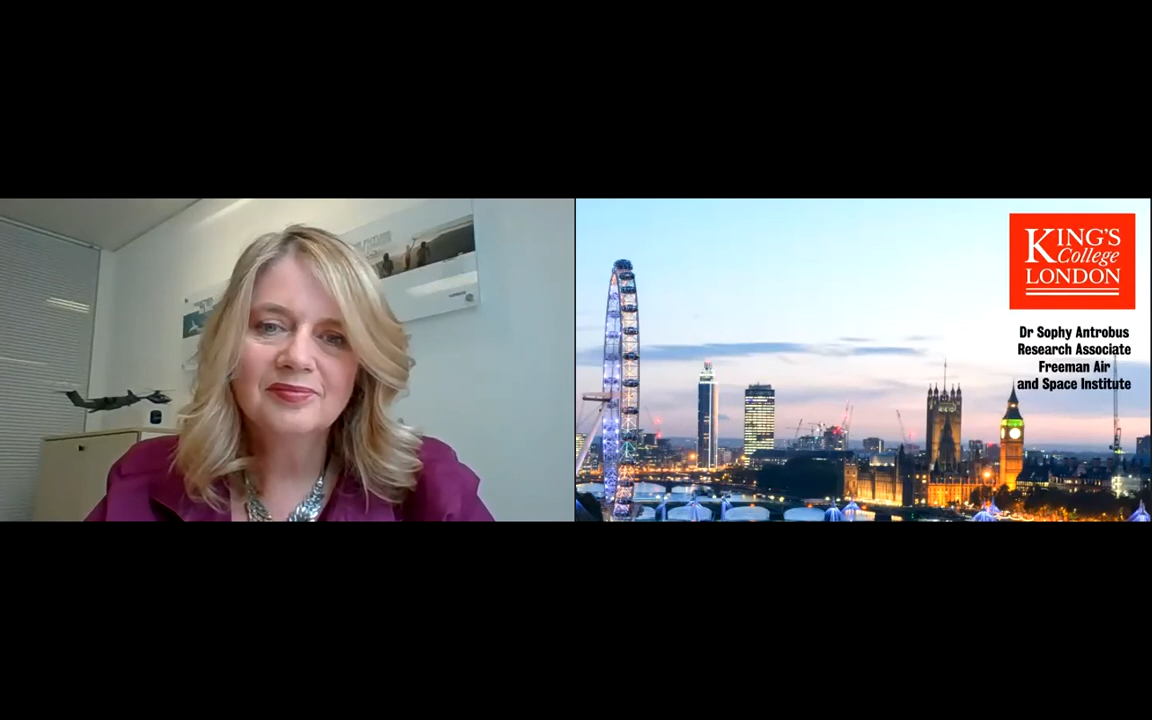 KING'S
College
LONDON
Dr Sophy Antrobus
Research Associate
Freeman Air
and Space Institute